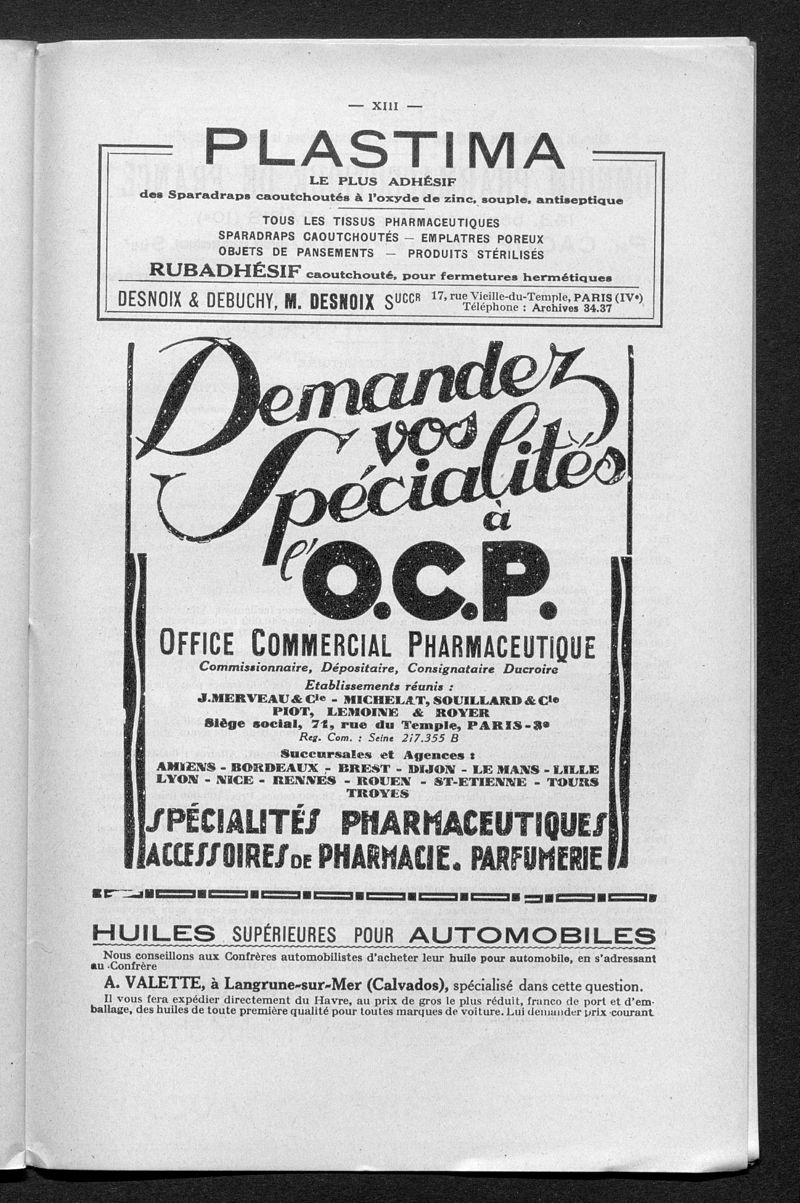 — XIII —
PLASTIMA
LE PLUS ADHÉSIF
des Sparadraps caoutchoutés à l'oxyde de zinc, souple, antiseptique
TOUS LES TISSUS PHARMACEUTIQUES
SPARADRAPS CAOUTCHOUTÉS — EMPLATRES POREUX
OBJETS DE PANSEMENTS — PRODUITS STÉRILISÉS
RUBADHÉSIF caoutchouté, pour fermetures hermétiques
DESNOIX & DEBUCHY, M. DESNOIX SUCCR 17, rue Vieille-du-Temple, PARIS (IVe)
Téléphone : Archives 34.37
Demandez
vos
Spécialités
à
l'O.C.P.
OFFICE COMMERCIAL PHARMACEUTIQUE
Commissionnaire, Dépositaire, Consignataire Ducroire
Etablissements réunis :
J.MERVEAU & Cie - MICHELAT, SOUILLARD & Cie
PIOT, LEMOINE & ROYER
Siège social, 71, rue du Temple, PARIS-3e
Reg. Com. : Seine 217.355 B
Succursales et Agences :
AMIENS - BORDEAUX - BREST - DIJON - LE MANS - LILLE
LYON - NICE - RENNES - ROUEN - ST-ETIENNE - TOURS
TROYES
SPÉCIALITÉS PHARMACEUTIQUES
ACCESSOIRES DE PHARMACIE. PARFUMERIE
HUILES SUPÉRIEURES POUR AUTOMOBILES
Nous conseillons aux Confrères automobilistes d'acheter leur huile pour automobile, en s'adressant
au Confrère
A. VALETTE, à Langrune-sur-Mer (Calvados), spécialisé dans cette question.
Il vous fera expédier directement du Havre, au prix de gros le plus réduit, franco de port et d'em-
ballage, des huiles de toute première qualité pour toutes marques de voiture. Lui demander prix courant